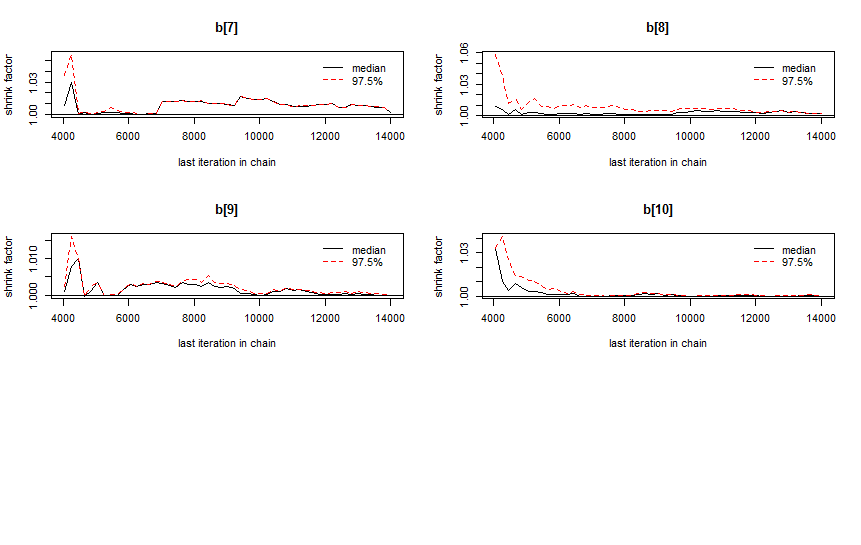 b[7]
shrink factor
1.00 1.03
median
97.5%
4000 6000 8000 10000 12000 14000
last iteration in chain
b[8]
shrink factor
1.00 1.03 1.06
median
97.5%
4000 6000 8000 10000 12000 14000
last iteration in chain
b[9]
shrink factor
1.000 1.010
median
97.5%
4000 6000 8000 10000 12000 14000
last iteration in chain
b[10]
shrink factor
1.00 1.03
median
97.5%
4000 6000 8000 10000 12000 14000
last iteration in chain